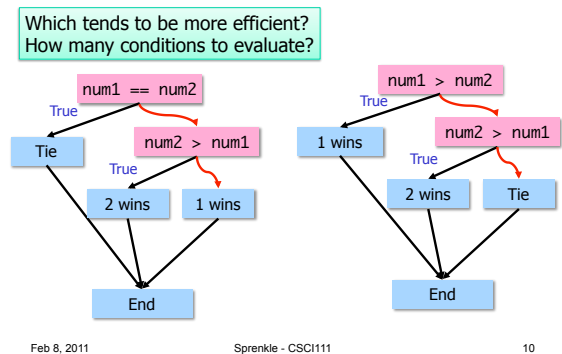 Which tends to be more efficient?
How many conditions to evaluate?
num1 == num2
True
Tie
num2 > num1
True
2 wins
1 wins
End
num1 > num2
True
1 wins
num2 > num1
True
2 wins
Tie
End
Feb 8, 2011
Sprenkle - CSCI111
10